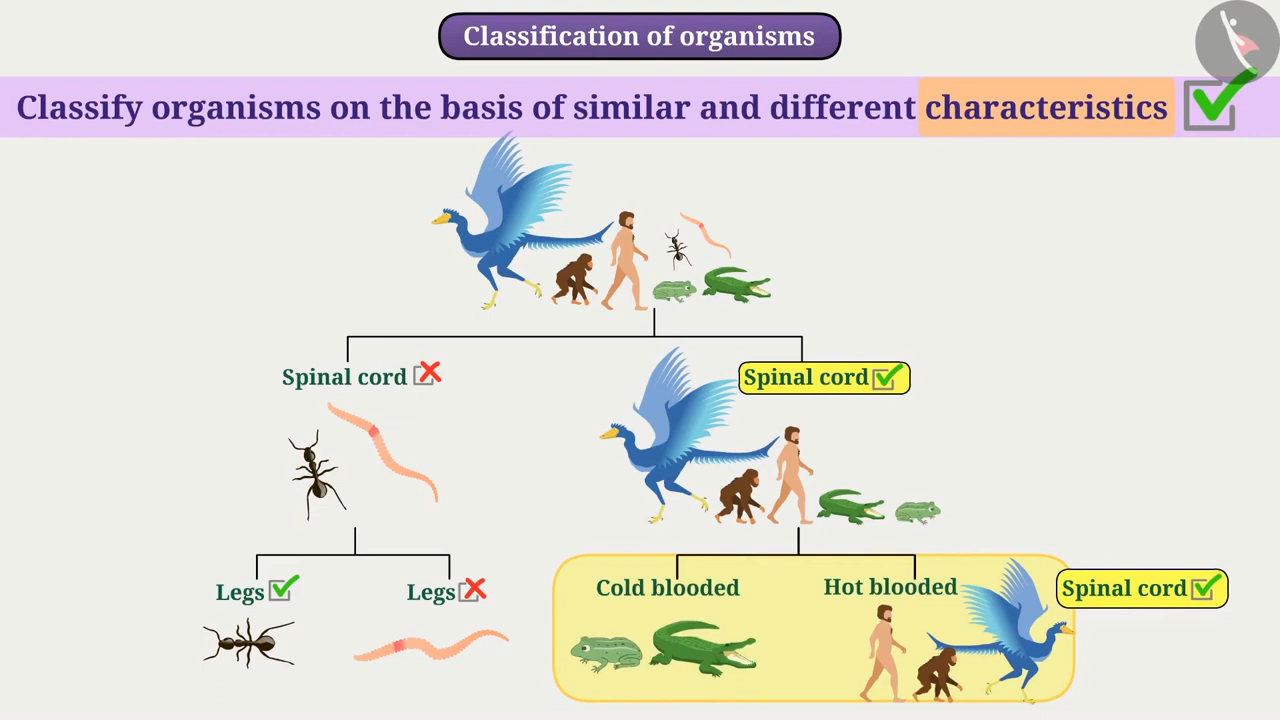 Classification of organisms
Classify organisms on the basis of similar and different characteristics
Spinal cord
Spinal cord
Legs
Legs
Cold blooded
Hot blooded
Spinal cord